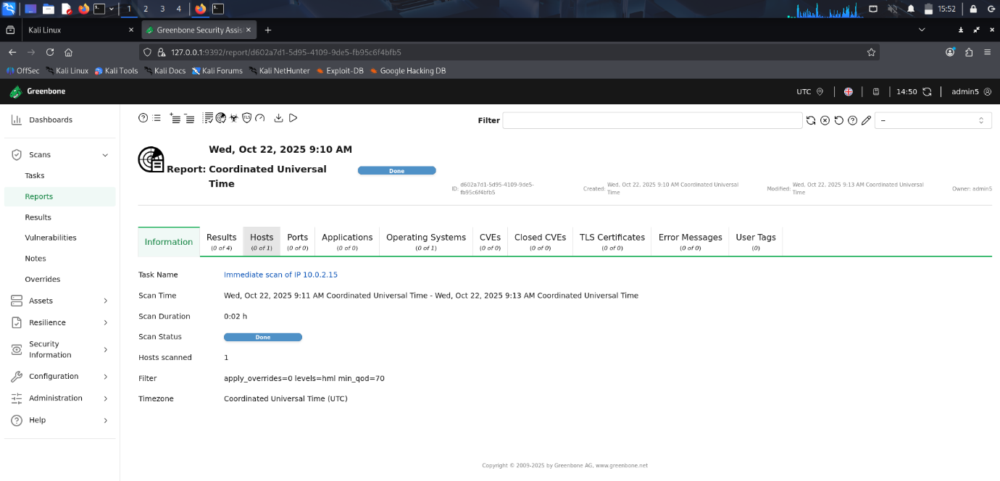 1
2
3
4
15:52
Kali Linux
Greenbone Security Assis
127.0.0.1:9392/report/d602a7d1-5d95-4109-9de5-fb95c6f4bfb5
OffSec
Kali Linux
Kali Tools
Kali Docs
Kali Forums
Kali NetHunter
Exploit-DB
Google Hacking DB
Greenbone
UTC
14:50
admin5
Dashboards
Scans
Tasks
Reports
Results
Vulnerabilities
Notes
Overrides
Assets
Resilience
Security
Information
Configuration
Administration
Help
TLS
Filter
--
Report:
Wed, Oct 22, 2025 9:10 AM
Coordinated Universal
Time
Done
ID: d602a7d1-5d95-4109-9de5-
fb95c6f4bfb5
Created: Wed, Oct 22, 2025 9:10 AM Coordinated Universal
Time
Modified: Wed, Oct 22, 2025 9:13 AM Coordinated Universal
Time
Owner: admin5
Information
Results
(0 of 4)
Hosts
(0 of 1)
Ports
(0 of 0)
Applications
(0 of 0)
Operating Systems
(0 of 1)
CVEs
(0 of 0)
Closed CVEs
(0 of 0)
TLS Certificates
(0 of 0)
Error Messages
(0 of 0)
User Tags
(0)
Task Name Immediate scan of IP 10.0.2.15
Scan Time Wed, Oct 22, 2025 9:11 AM Coordinated Universal Time - Wed, Oct 22, 2025 9:13 AM Coordinated Universal Time
Scan Duration 0:02 h
Scan Status Done
Hosts scanned 1
Filter apply_overrides=0 levels=hml min_qod=70
Timezone Coordinated Universal Time (UTC)
Copyright © 2009-2025 by Greenbone AG, www.greenbone.net